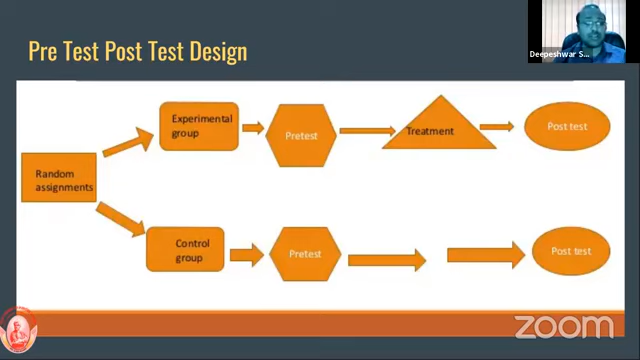 Pre Test Post Test Design
Deepeshwar S...
Experimental
group
Pretest
Treatment
Post test
Random
assignments
Control
group
Pretest
Post test
zoom